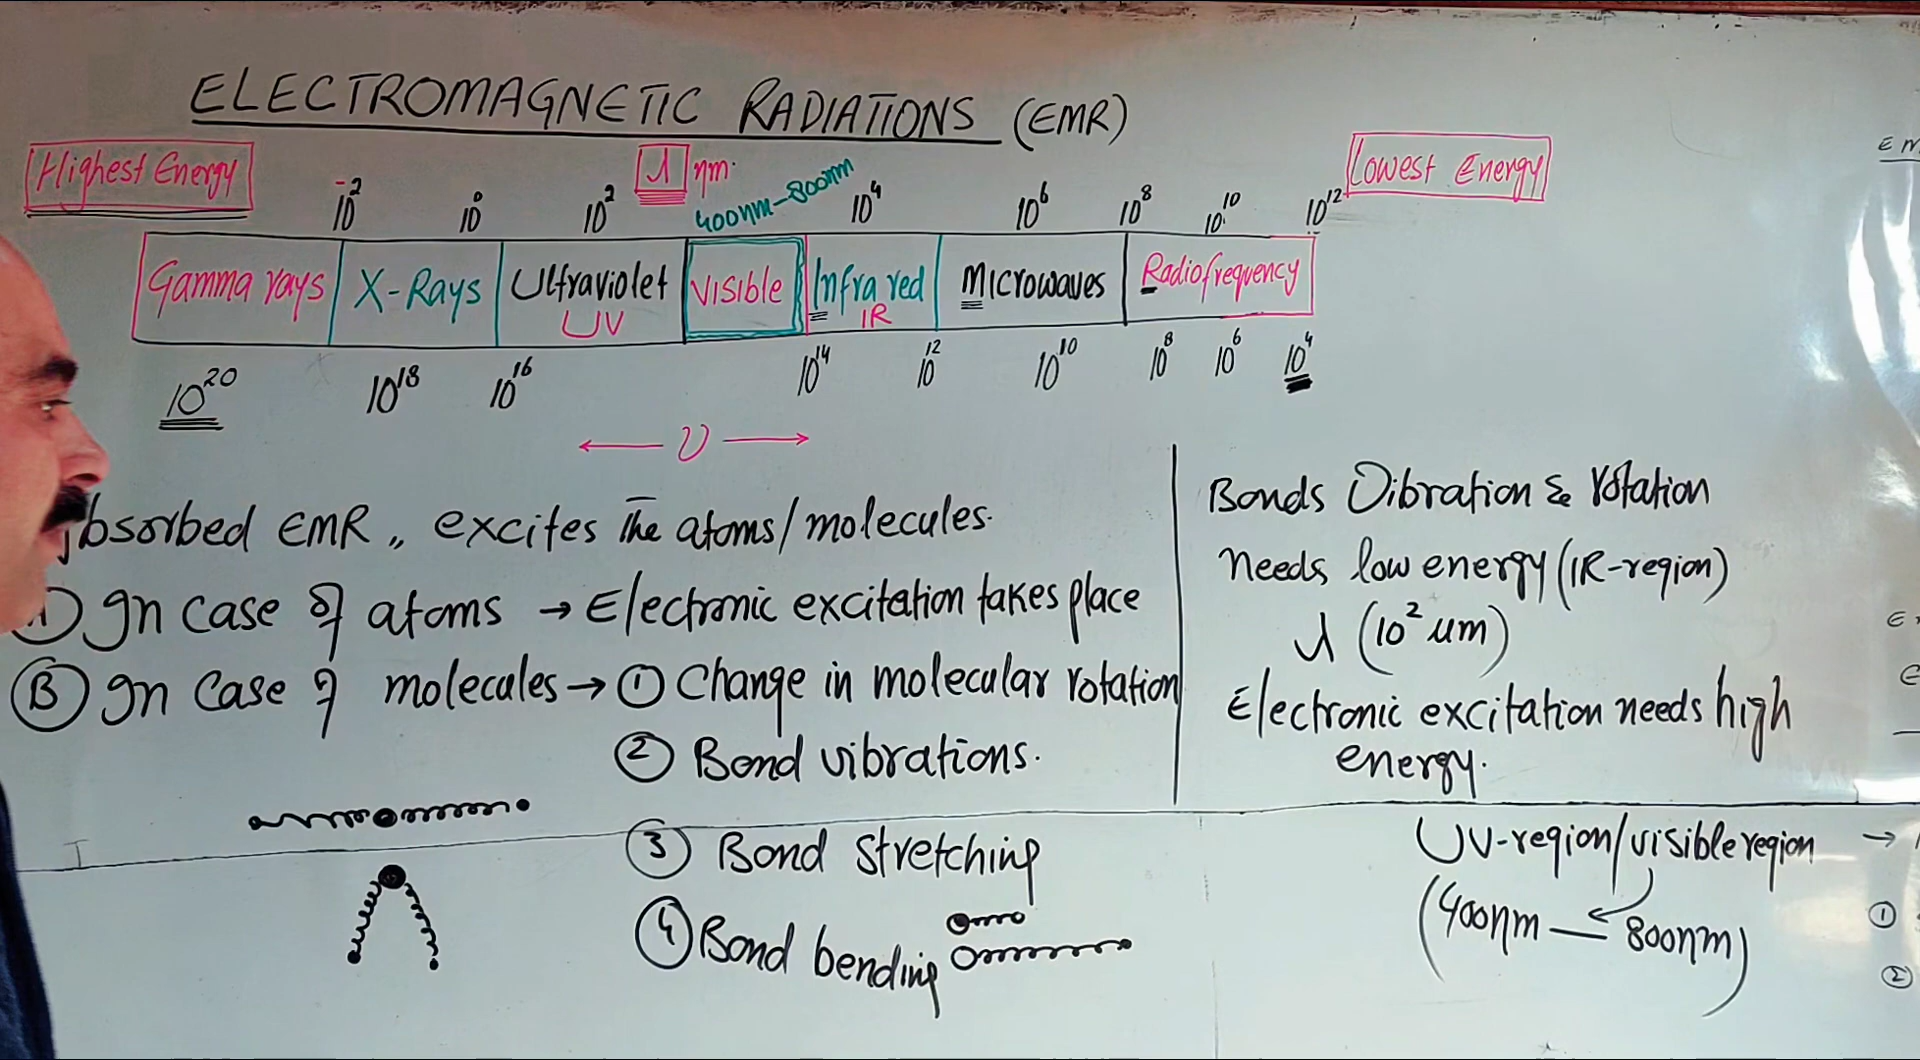 ELECTROMAGNETIC RADIATIONS (EMR)
Highest Energy
λ nm
Lowest Energy
10⁻² 10⁰ 10² 400nm-800nm 10⁴ 10⁶ 10⁸ 10¹⁰ 10¹²
Gamma rays X-Rays Ultraviolet UV Visible Infra red IR Microwaves Radiofrequency
10²⁰ 10¹⁸ 10¹⁶ 10¹⁴ 10¹² 10¹⁰ 10⁸ 10⁶ 10⁴
← υ →
bsorbed EMR,, excites the atoms/molecules.
In case of atoms → Electronic excitation takes place
B In Case of molecules → ① Change in molecular rotation
② Bond vibrations.
③ Bond stretching
④ Bond bending
Bonds Vibration & rotation
Needs low energy (IR-region)
λ (10² um)
Electronic excitation needs high
energy.
UV-region/visible region →
(400nm — 800nm)
①
②